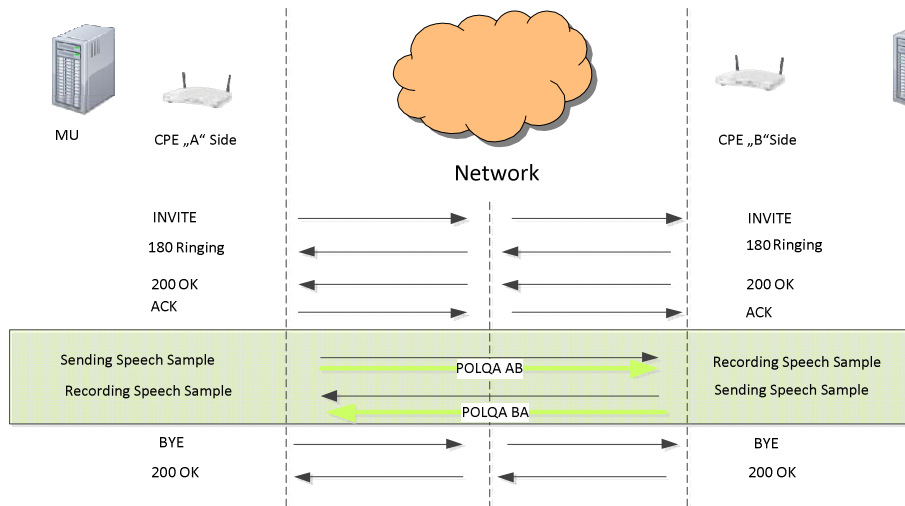 MU
CPE „A“ Side
CPE „B“Side
Network
INVITE
INVITE
180 Ringing
180 Ringing
200 OK
200 OK
ACK
ACK
Sending Speech Sample
POLQA AB
Recording Speech Sample
Recording Speech Sample
POLQA BA
Sending Speech Sample
BYE
BYE
200 OK
200 OK